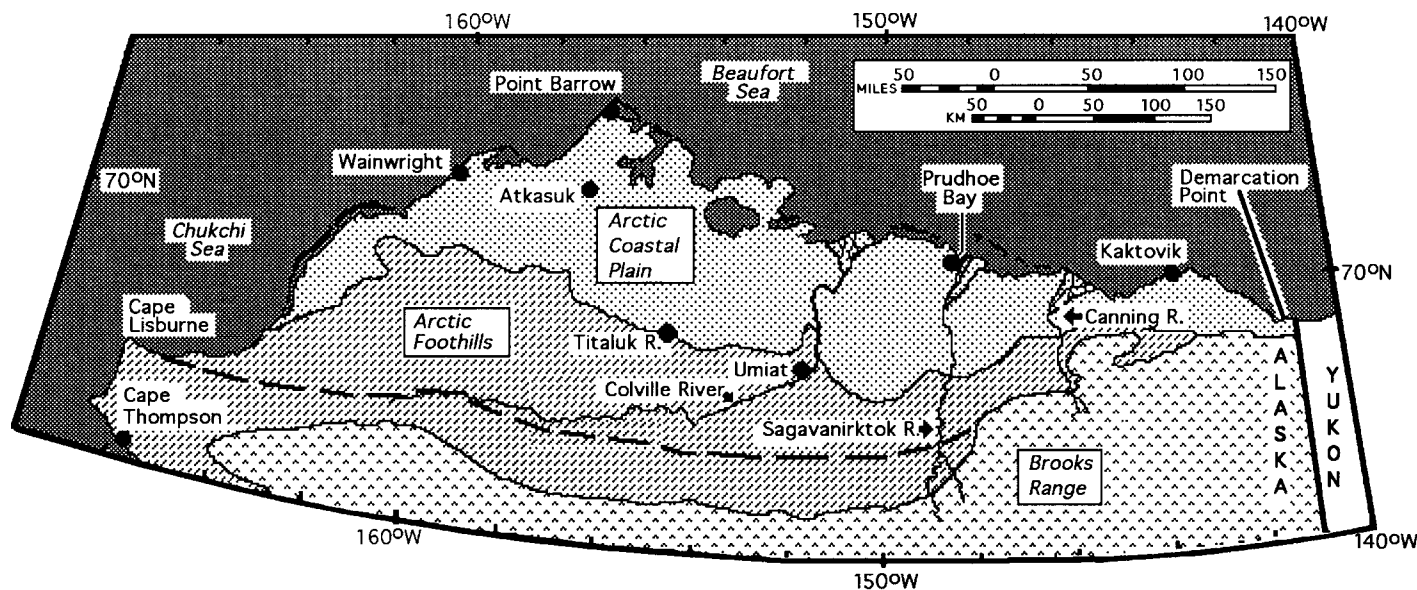 160°W
150°W
140°W
Point Barrow
Beaufort
Sea
50 0 50 100 150
MILES
50 0 50 100 150
KM
Wainwright
70°N
Atkasuk
Prudhoe
Bay
Demarcation
Point
Chukchi
Sea
Arctic
Coastal
Plain
Kaktovik
70°N
Cape
Lisburne
Arctic
Foothills
Canning R.
Titaluk R.
Umiat
Colville River
Cape
Thompson
Sagavanirktok R.
Brooks
Range
ALASKA
YUKON
160°W
150°W
140°W